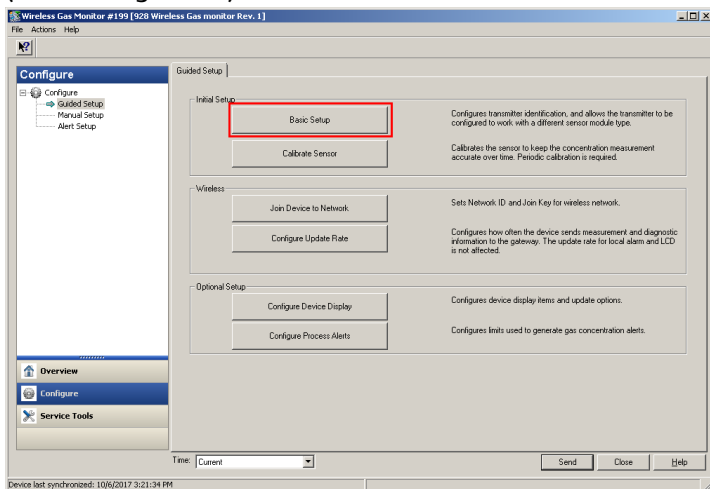 Wireless Gas Monitor #199 [928 Wireless Gas monitor Rev. 1]
File Actions Help
Configure
Configure
Guided Setup
Manual Setup
Alert Setup
Overview
Configure
Service Tools
Guided Setup
Initial Setup
Basic Setup
Configures transmitter identification, and allows the transmitter to be
configured to work with a different sensor module type.
Calibrate Sensor
Calibrates the sensor to keep the concentration measurement
accurate over time. Periodic calibration is required.
Wireless
Join Device to Network
Sets Network ID and Join Key for wireless network.
Configure Update Rate
Configures how often the device sends measurement and diagnostic
information to the gateway. The update rate for local alarm and LCD
is not affected.
Optional Setup
Configure Device Display
Configures device display items and update options.
Configure Process Alerts
Configures limits used to generate gas concentration alerts.
Time: Current
Send Close Help
Device last synchronized: 10/6/2017 3:21:34 PM